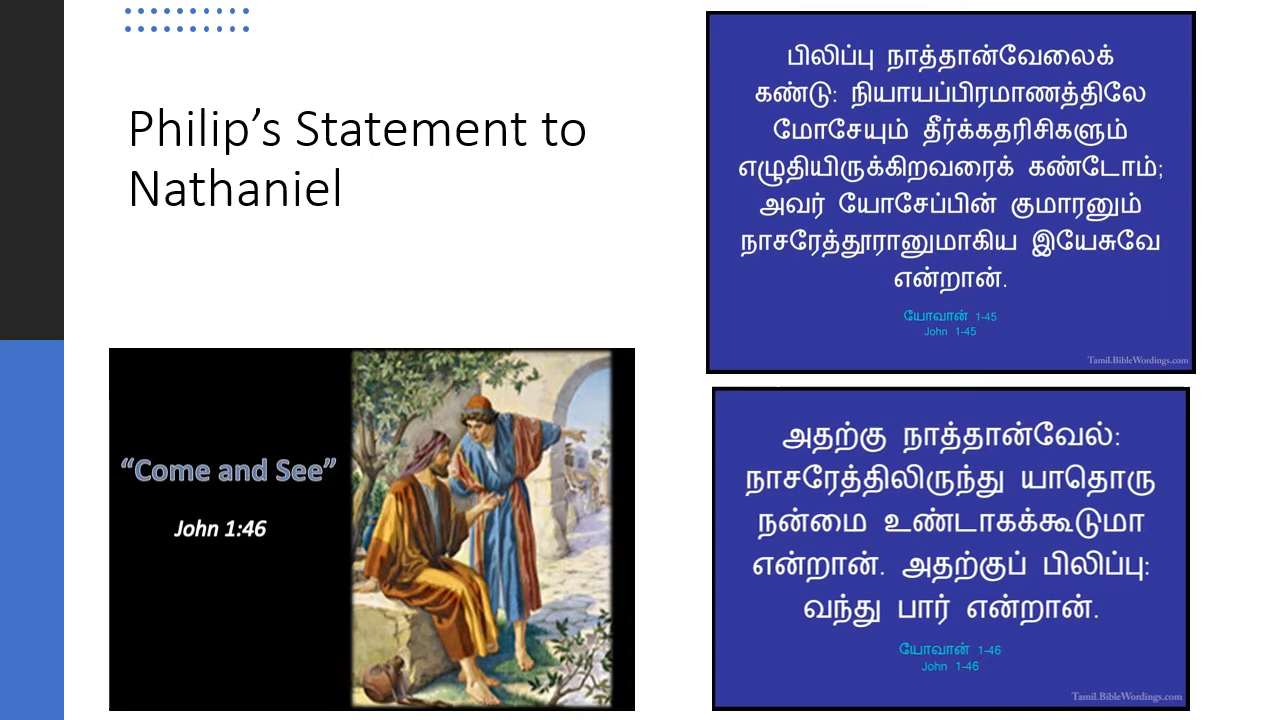 Philip’s Statement to
Nathaniel
“Come and See”
John 1:46
பிலிப்பு நாத்தான்வேலைக்
கண்டு: நியாயப்பிரமாணத்திலே
மோசேயும் தீர்க்கதரிசிகளும்
எழுதியிருக்கிறவரைக் கண்டோம்;
அவர் யோசேப்பின் குமாரனும்
நாசரேத்தூரானுமாகிய இயேசுவே
என்றான்.
யோவான் 1-45
John 1-45
Tamil.BibleWordings.com
அதற்கு நாத்தான்வேல்:
நாசரேத்திலிருந்து யாதொரு
நன்மை உண்டாகக்கூடுமா
என்றான். அதற்குப் பிலிப்பு:
வந்து பார் என்றான்.
யோவான் 1-46
John 1-46
Tamil.BibleWordings.com